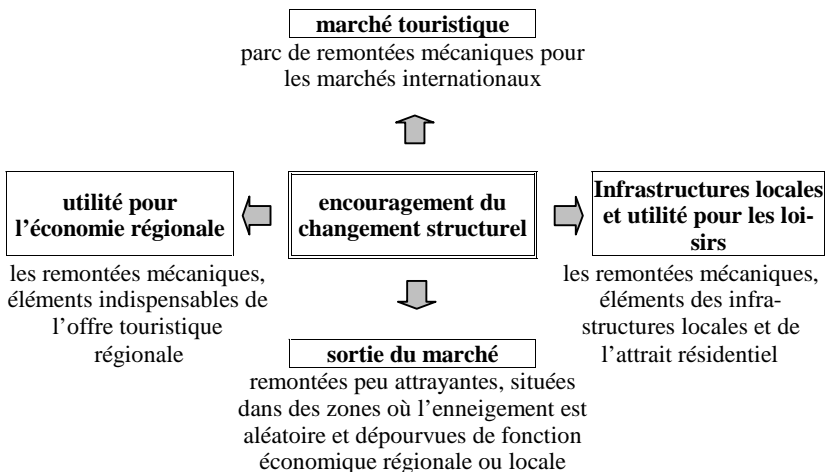 marché touristique
parc de remontées mécaniques pour
les marchés internationaux
utilité pour
l’économie régionale
les remontées mécaniques,
éléments indispensables de
l’offre touristique
régionale
encouragement du
changement structurel
Infrastructures locales
et utilité pour les loi-
sirs
les remontées mécaniques,
éléments des infra-
structures locales et de
l’attrait résidentiel
sortie du marché
remontées peu attrayantes, situées
dans des zones où l’enneigement est
aléatoire et dépourvues de fonction
économique régionale ou locale